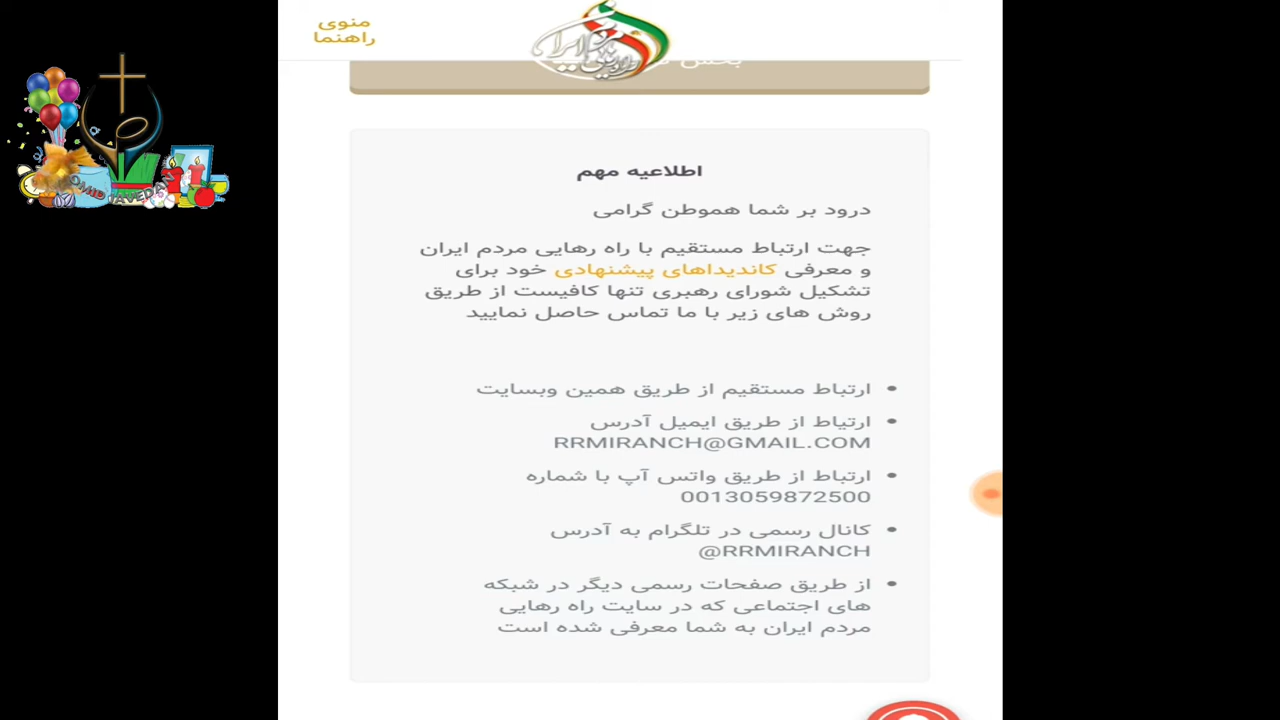 منوی
راهنما
اطلاعیه مهم
درود بر شما هموطن گرامی
جهت ارتباط مستقیم با راه رهایی مردم ایران
و معرفی کاندیداهای پیشنهادی خود برای
تشکیل شورای رهبری تنها کافیست از طریق
روش های زیر با ما تماس حاصل نمایید
ارتباط مستقیم از طریق همین وبسایت
ارتیاط از طریق ایمیل آدرس
RRMIRANCH@GMAIL.COM
ارتباط از طریق واتس آپ با شماره
0013059872500
کانال رسمی در تلگرام به آدرس
@RRMIRANCH
از طریق صفحات رسمی دیگر در شبکه
های اجتماعی که در سایت راه رهایی
مردم ایران به شما معرفی شده است
OMID JAVEDAN